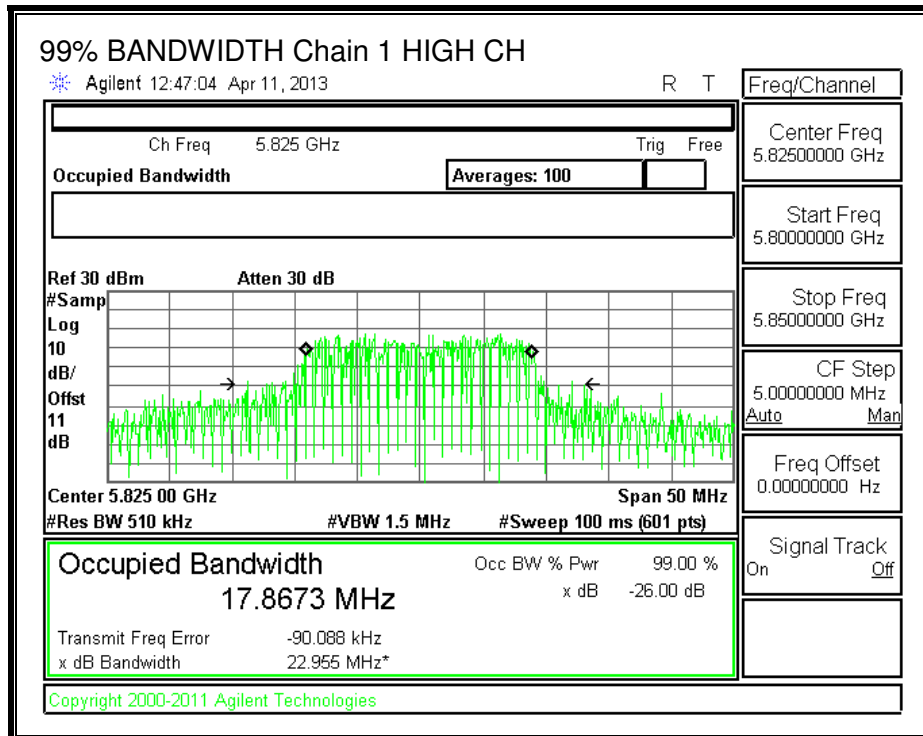 99% BANDWIDTH Chain 1 HIGH CH
Agilent 12:47:04 Apr 11, 2013 R T
Freq/Channel
Ch Freq 5.825 GHz Trig Free
Occupied Bandwidth Averages: 100
Center Freq
5.82500000 GHz
Start Freq
5.80000000 GHz
Stop Freq
5.85000000 GHz
CF Step
5.00000000 MHz
Auto Man
Freq Offset
0.00000000 Hz
Signal Track
On Off
Ref 30 dBm Atten 30 dB
#Samp
Log
10
dB/
Offst
11
dB
Center 5.825 00 GHz Span 50 MHz
#Res BW 510 kHz #VBW 1.5 MHz #Sweep 100 ms (601 pts)
Occupied Bandwidth Occ BW % Pwr 99.00 %
17.8673 MHz x dB -26.00 dB
Transmit Freq Error -90.088 kHz
x dB Bandwidth 22.955 MHz*
Copyright 2000-2011 Agilent Technologies